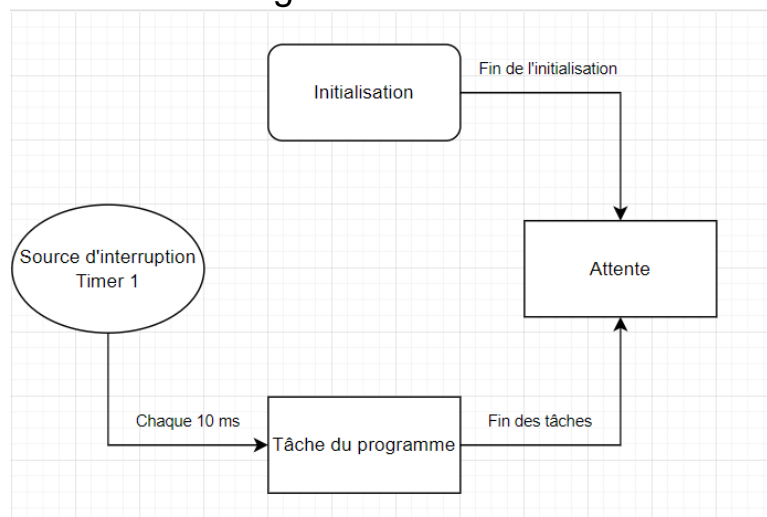 Initialisation
Fin de l'initialisation
Source d'interruption
Timer 1
Attente
Chaque 10 ms
Tâche du programme
Fin des tâches